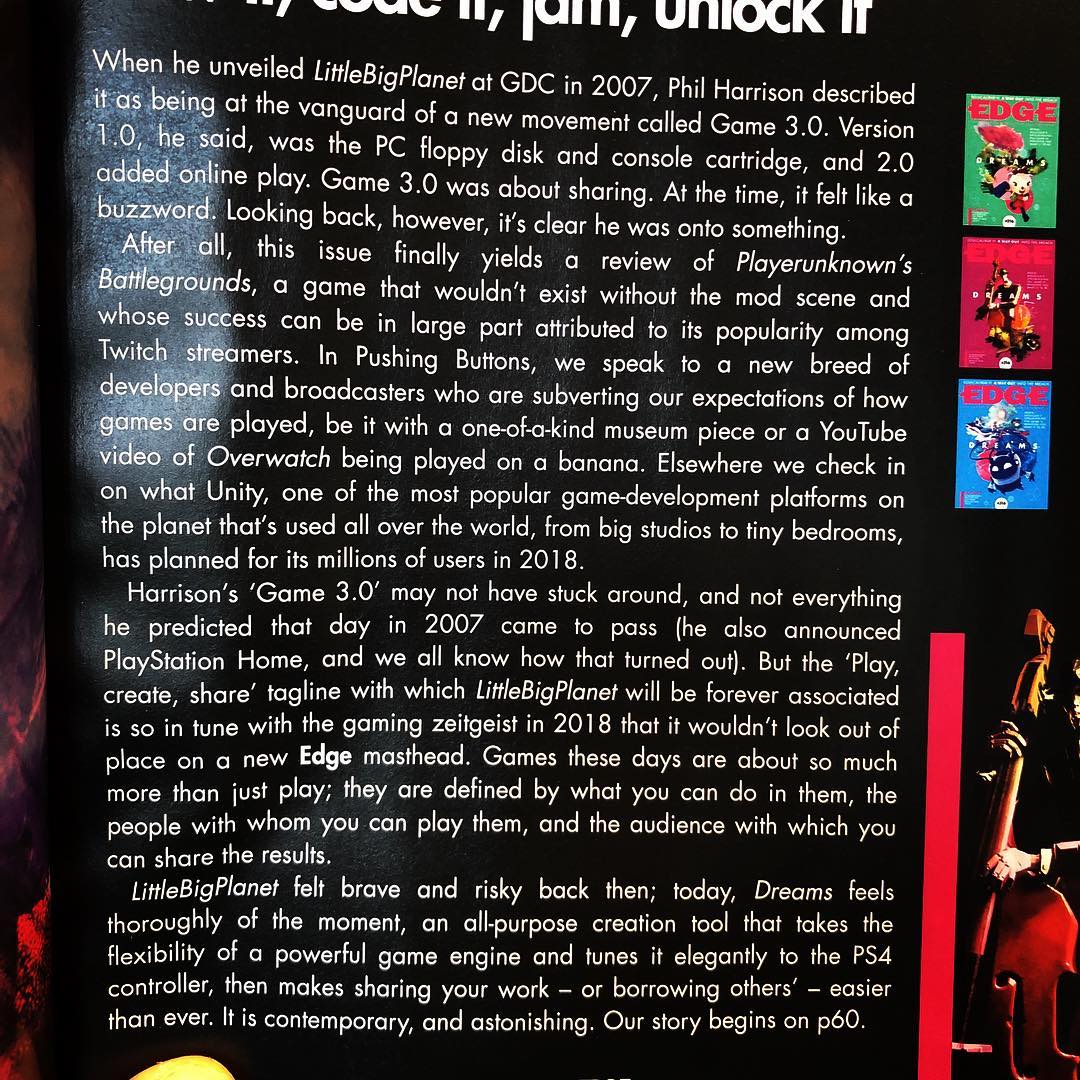 it, code it, jam, unlock it
When he unveiled LittleBigPlanet at GDC in 2007, Phil Harrison described
it as being at the vanguard of a new movement called Game 3.0. Version
1.0, he said, was the PC floppy disk and console cartridge, and 2.0
added online play. Game 3.0 was about sharing. At the time, it felt like a
buzzword. Looking back, however, it's clear he was onto something.
After all, this issue finally yields a review of Playerunknown's
Battlegrounds, a game that wouldn't exist without the mod scene and
whose success can be in large part attributed to its popularity among
Twitch streamers. In Pushing Buttons, we speak to a new breed of
developers and broadcasters who are subverting our expectations of how
games are played, be it with a one-of-a-kind museum piece or a YouTube
video of Overwatch being played on a banana. Elsewhere we check in
on what Unity, one of the most popular game-development platforms on
the planet that's used all over the world, from big studios to tiny bedrooms,
has planned for its millions of users in 2018.
Harrison's 'Game 3.0' may not have stuck around, and not everything
he predicted that day in 2007 came to pass (he also announced
PlayStation Home, and we all know how that turned out). But the 'Play,
create, share' tagline with which LittleBigPlanet will be forever associated
is so in tune with the gaming zeitgeist in 2018 that it wouldn't look out of
place on a new Edge masthead. Games these days are about so much
more than just play; they are defined by what you can do in them, the
people with whom you can play them, and the audience with which you
can share the results.
LittleBigPlanet felt brave and risky back then; today, Dreams feels
thoroughly of the moment, an all-purpose creation tool that takes the
flexibility of a powerful game engine and tunes it elegantly to the PS4
controller, then makes sharing your work – or borrowing others' – easier
than ever. It is contemporary, and astonishing. Our story begins on p60.
EDGE
DREAMS
EDGE
DREAMS
EDGE
DREAMS